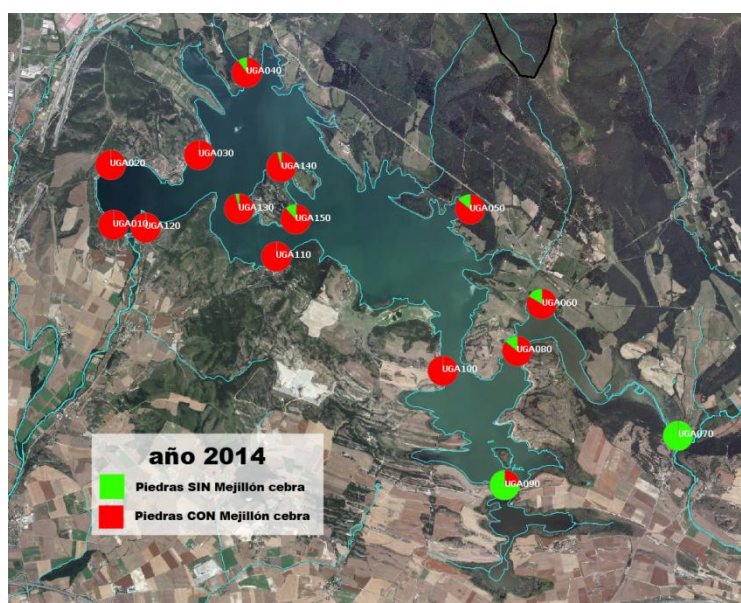 UGA040
UGA020
UGA030
UGA140
UGA130
UGA150
UGA050
UGA010
UGA120
UGA110
UGA060
UGA080
UGA100
UGA070
UGA090
año 2014
Piedras SIN Mejillón cebra
Piedras CON Mejillón cebra